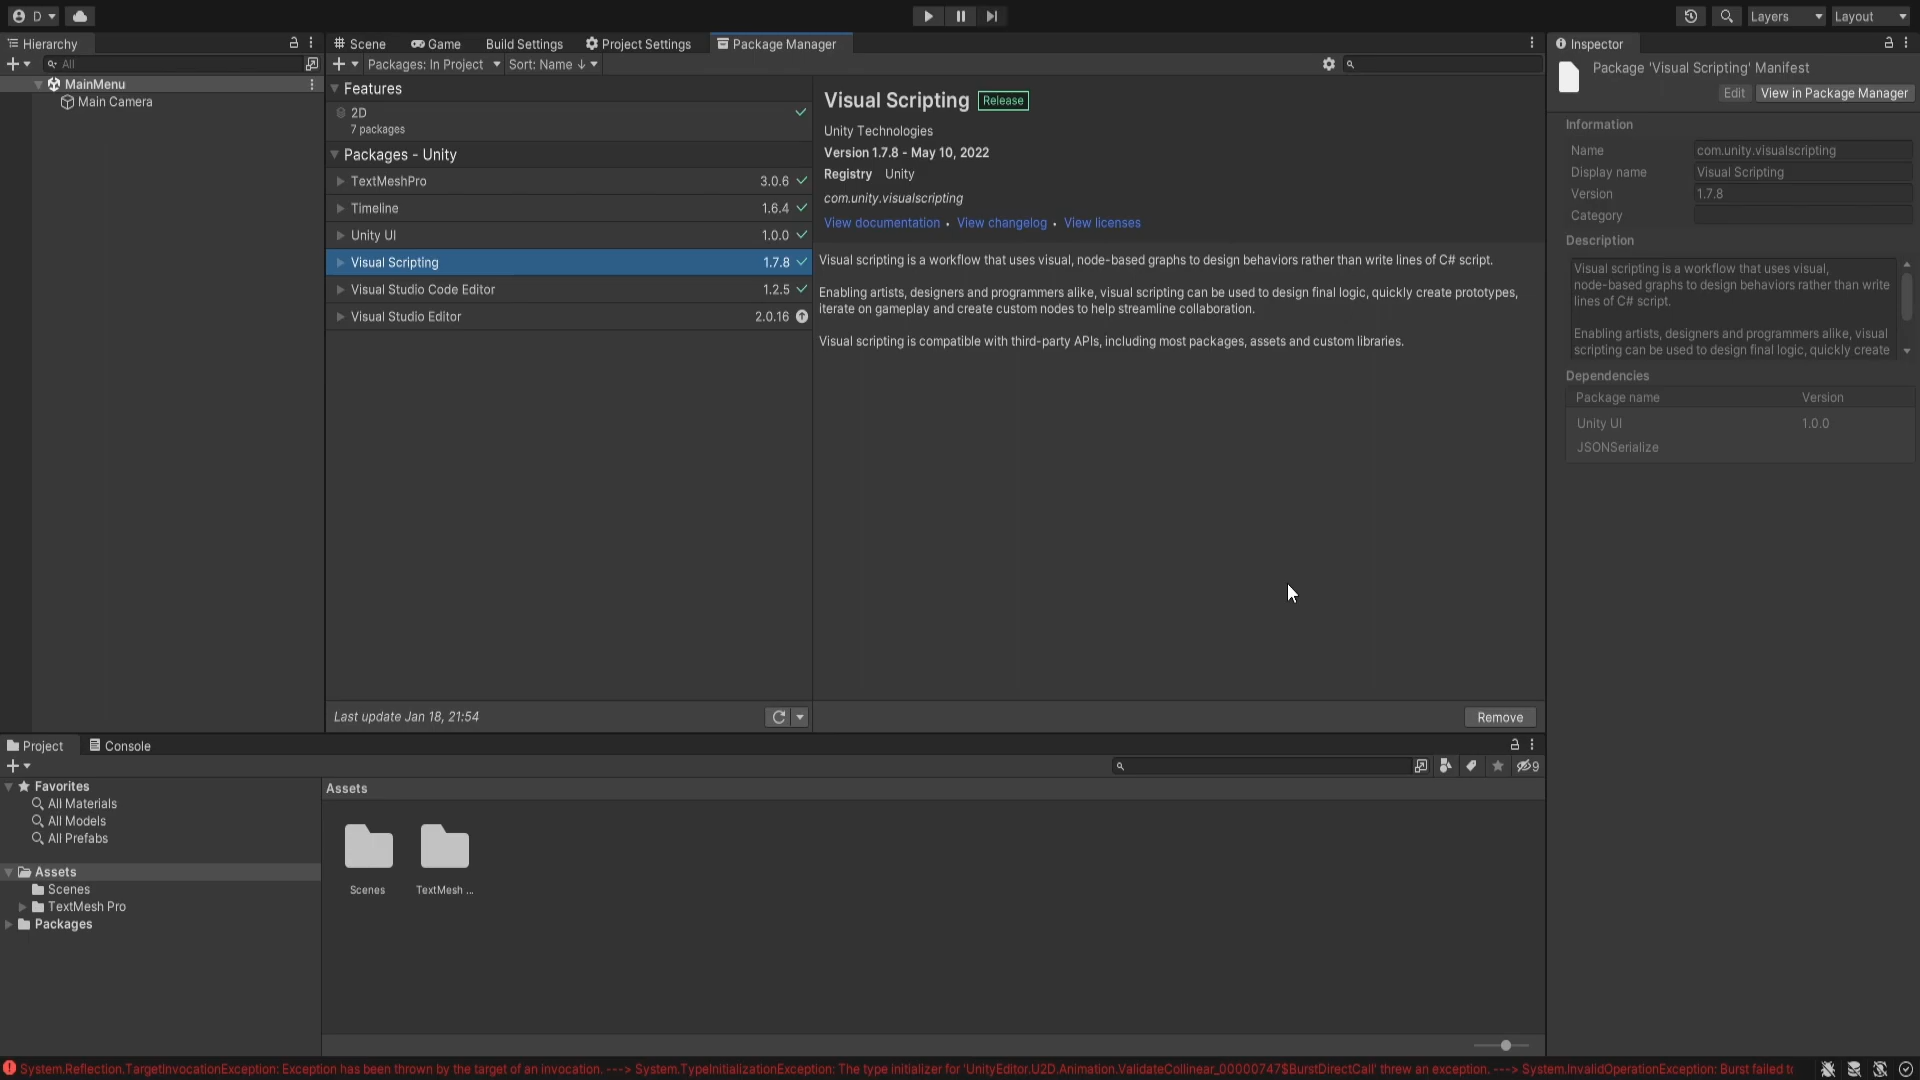 D
Layers
Layout
Hierarchy
All
MainMenu
Main Camera
Scene
Game
Build Settings
Project Settings
Package Manager
Packages: In Project
Sort: Name ↓
Features
2D
7 packages
Packages - Unity
TextMeshPro 3.0.6
Timeline 1.6.4
Unity UI 1.0.0
Visual Scripting 1.7.8
Visual Studio Code Editor 1.2.5
Visual Studio Editor 2.0.16
Last update Jan 18, 21:54
Visual Scripting Release
Unity Technologies
Version 1.7.8 - May 10, 2022
Registry Unity
com.unity.visualscripting
View documentation • View changelog • View licenses
Visual scripting is a workflow that uses visual, node-based graphs to design behaviors rather than write lines of C# script.
Enabling artists, designers and programmers alike, visual scripting can be used to design final logic, quickly create prototypes,
iterate on gameplay and create custom nodes to help streamline collaboration.
Visual scripting is compatible with third-party APIs, including most packages, assets and custom libraries.
Remove
Inspector
Package 'Visual Scripting' Manifest
Edit
View in Package Manager
Information
Name com.unity.visualscripting
Display name Visual Scripting
Version 1.7.8
Category
Description
Visual scripting is a workflow that uses visual,
node-based graphs to design behaviors rather than write
lines of C# script.
Enabling artists, designers and programmers alike, visual
scripting can be used to design final logic, quickly create
Dependencies
Package name Version
Unity UI 1.0.0
JSONSerialize
Project
Console
9
Favorites
All Materials
All Models
All Prefabs
Assets
Scenes
TextMesh Pro
Packages
Assets
Scenes
TextMesh ...
System.Reflection.TargetInvocationException: Exception has been thrown by the target of an invocation. ---> System.TypeInitializationException: The type initializer for 'UnityEditor.U2D.Animation.ValidateCollinear_00000747$BurstDirectCall' threw an exception. ---> System.InvalidOperationException: Burst failed to